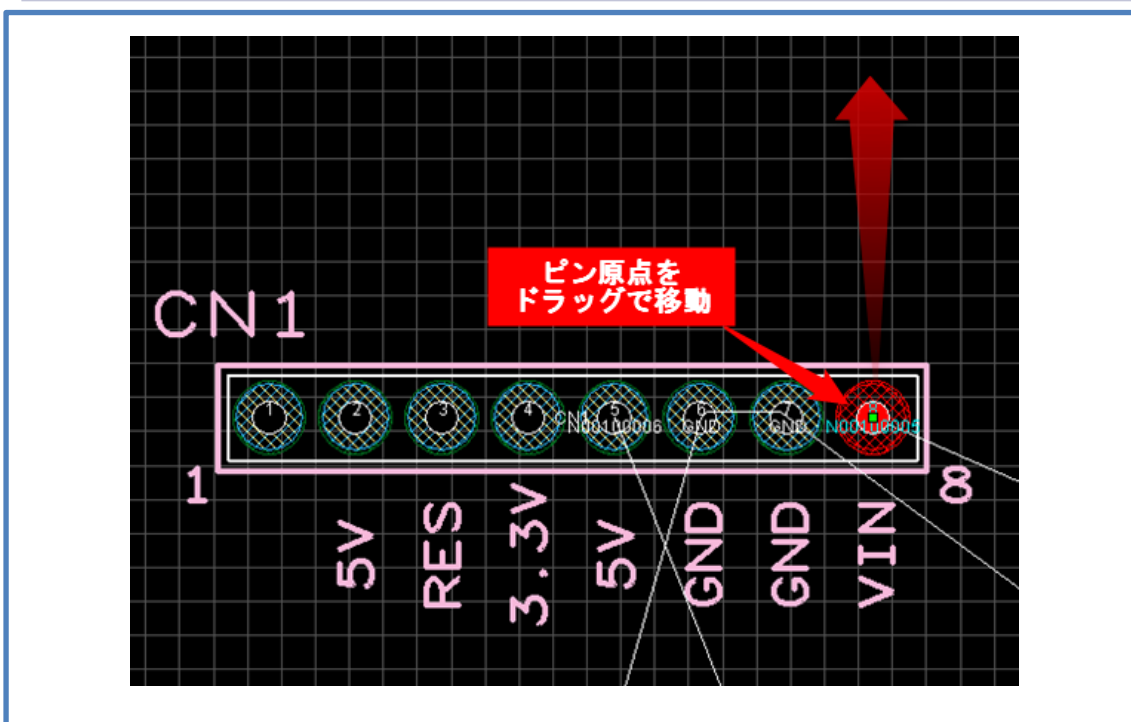 ピン原点を
ドラッグで移動
CN1
1 2 3 4 5 6 7 8
CN1
N00100006 GND GND N00100005
1 8
5V RES 3.3V 5V GND GND VIN